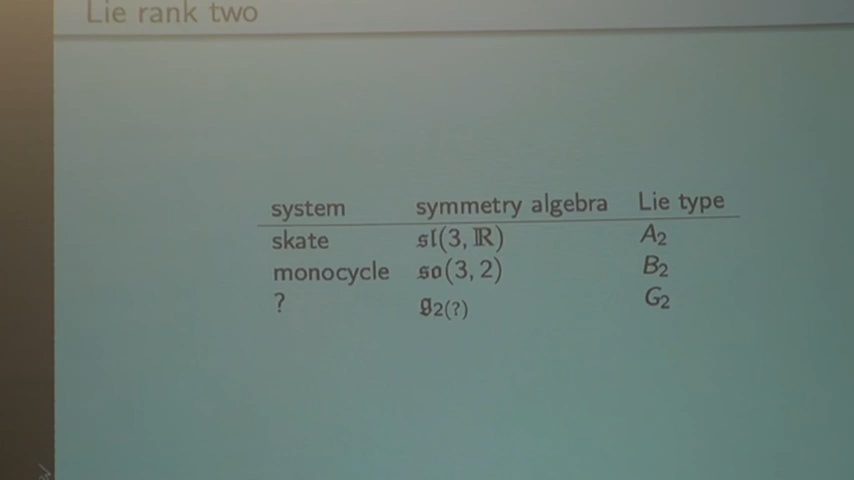 Lie rank two
system symmetry algebra Lie type
skate 𝔰𝔩(3, ℝ) A₂
monocycle 𝔰𝔬(3, 2) B₂
? 𝔤₂₍?₎ G₂